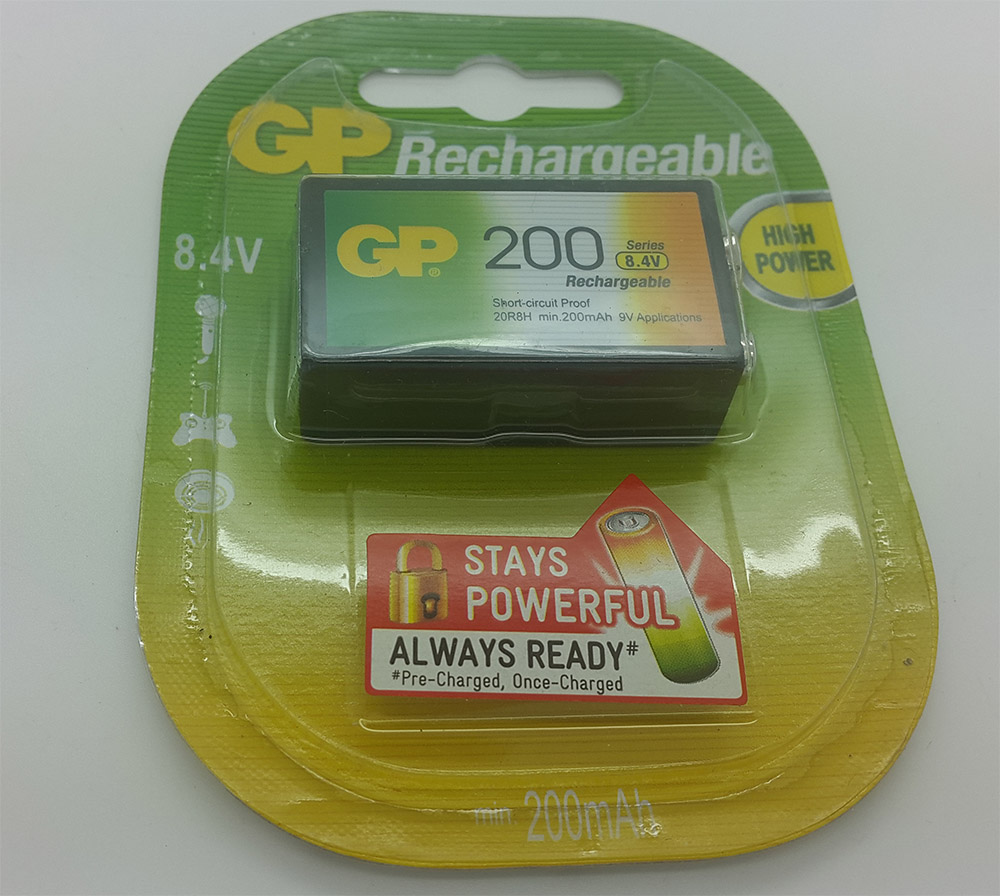 GP Rechargeable
8.4V
HIGH
POWER
GP® 200 Series
8.4V
Rechargeable
Short-circuit Proof
20R8H min.200mAh 9V Applications
STAYS
POWERFUL
ALWAYS READY#
#Pre-Charged, Once-Charged
min 200mAh